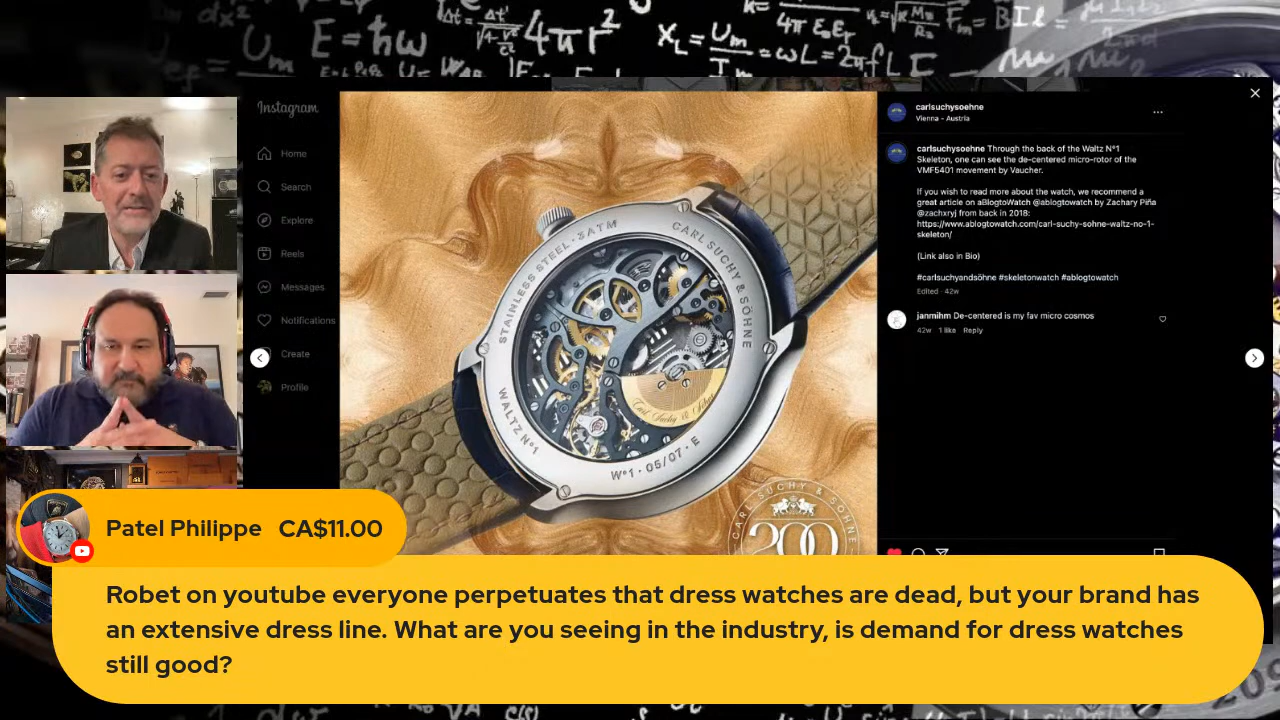 E=ħω
4πr²
Instagram
Home
Search
Explore
Reels
Messages
Notifications
Create
Profile
STAINLESS STEEL · 3ATM
CARL SUCHY & SÖHNE
WALTZ N°1
W°1 · 05/07 · E
Carl Suchy & Söhne
CARL SUCHY & SÖHNE
200
carlsuchysoehne
Vienna - Austria
carlsuchysoehne Through the back of the Waltz N°1
Skeleton, one can see the de-centered micro-rotor of the
VMF5401 movement by Vaucher.
If you wish to read more about the watch, we recommend a
great article on aBlogtoWatch @ablogtowatch by Zachary Piña
@zachxryj from back in 2018:
https://www.ablogtowatch.com/carl-suchy-sohne-waltz-no-1-
skeleton/
(Link also in Bio)
#carlsuchyandsöhne #skeletonwatch #ablogtowatch
Edited · 42w
janmihm De-centered is my fav micro cosmos
42w 1 like Reply
Patel Philippe CA$11.00
Robet on youtube everyone perpetuates that dress watches are dead, but your brand has
an extensive dress line. What are you seeing in the industry, is demand for dress watches
still good?